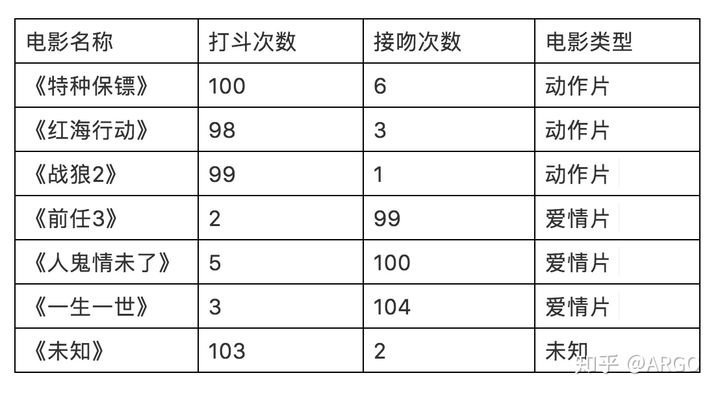 电影名称 打斗次数 接吻次数 电影类型
《特种保镖》 100 6 动作片
《红海行动》 98 3 动作片
《战狼2》 99 1 动作片
《前任3》 2 99 爱情片
《人鬼情未了》 5 100 爱情片
《一生一世》 3 104 爱情片
《未知》 103 2 未知
知乎 @ARGO